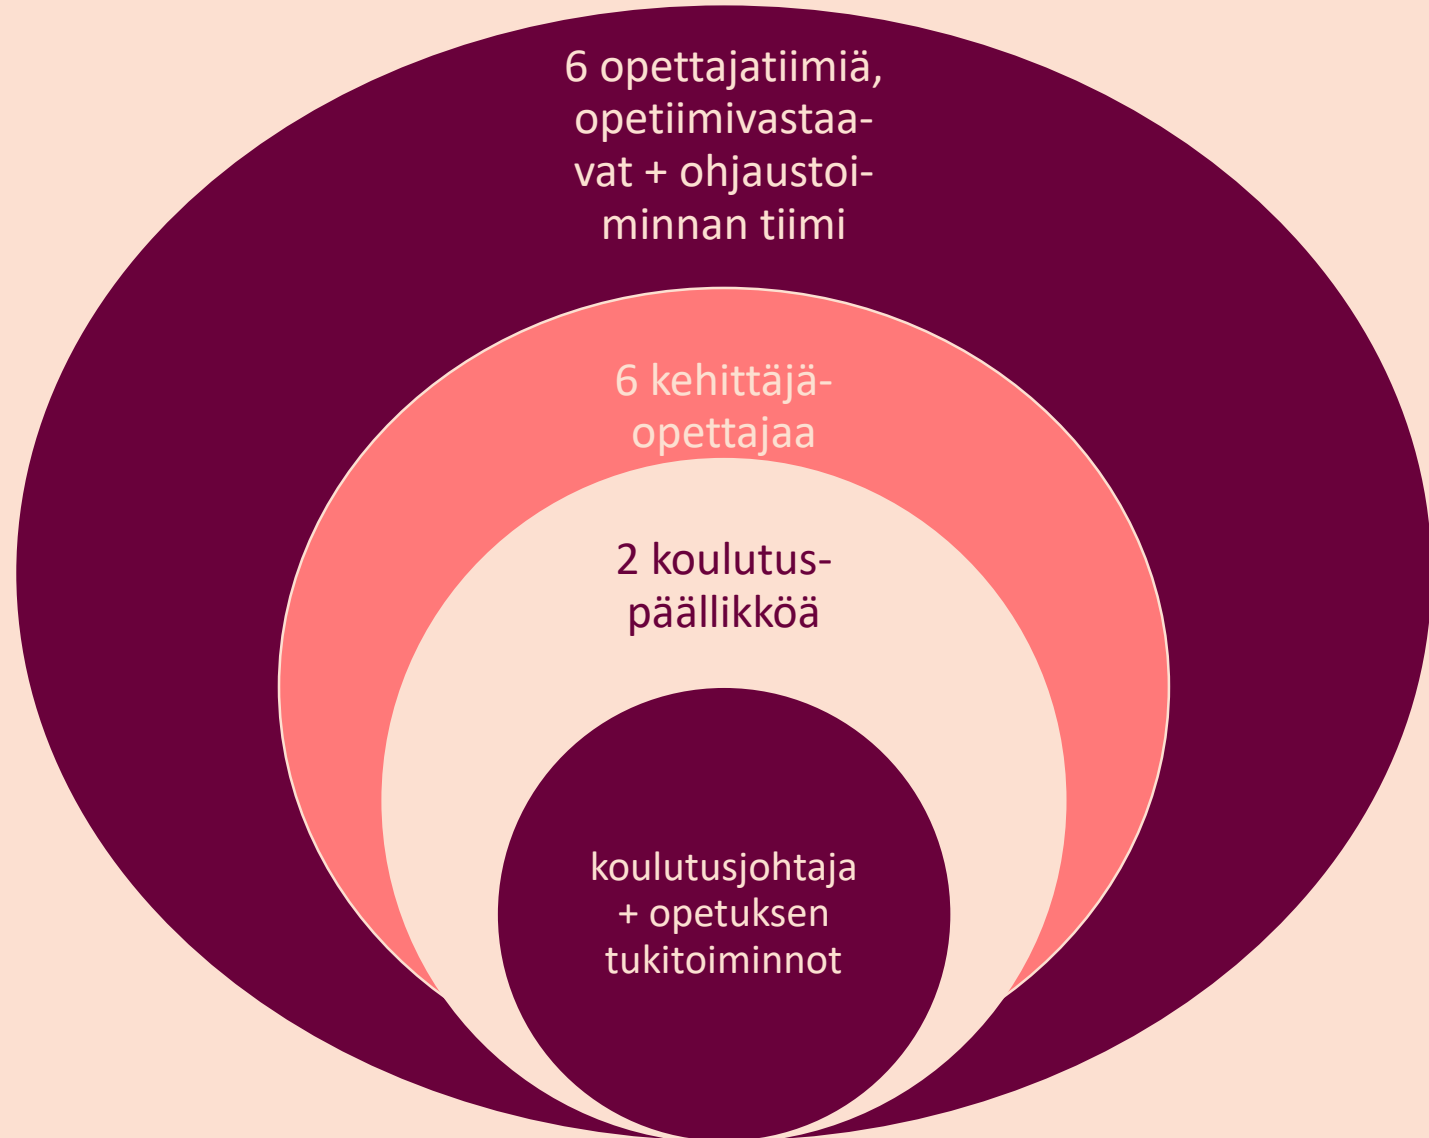 6 opettajatiimiä,
opetiimivastaa-
vat + ohjaustoi-
minnan tiimi
6 kehittäjä-
opettajaa
2 koulutus-
päällikköä
koulutusjohtaja
+ opetuksen
tukitoiminnot